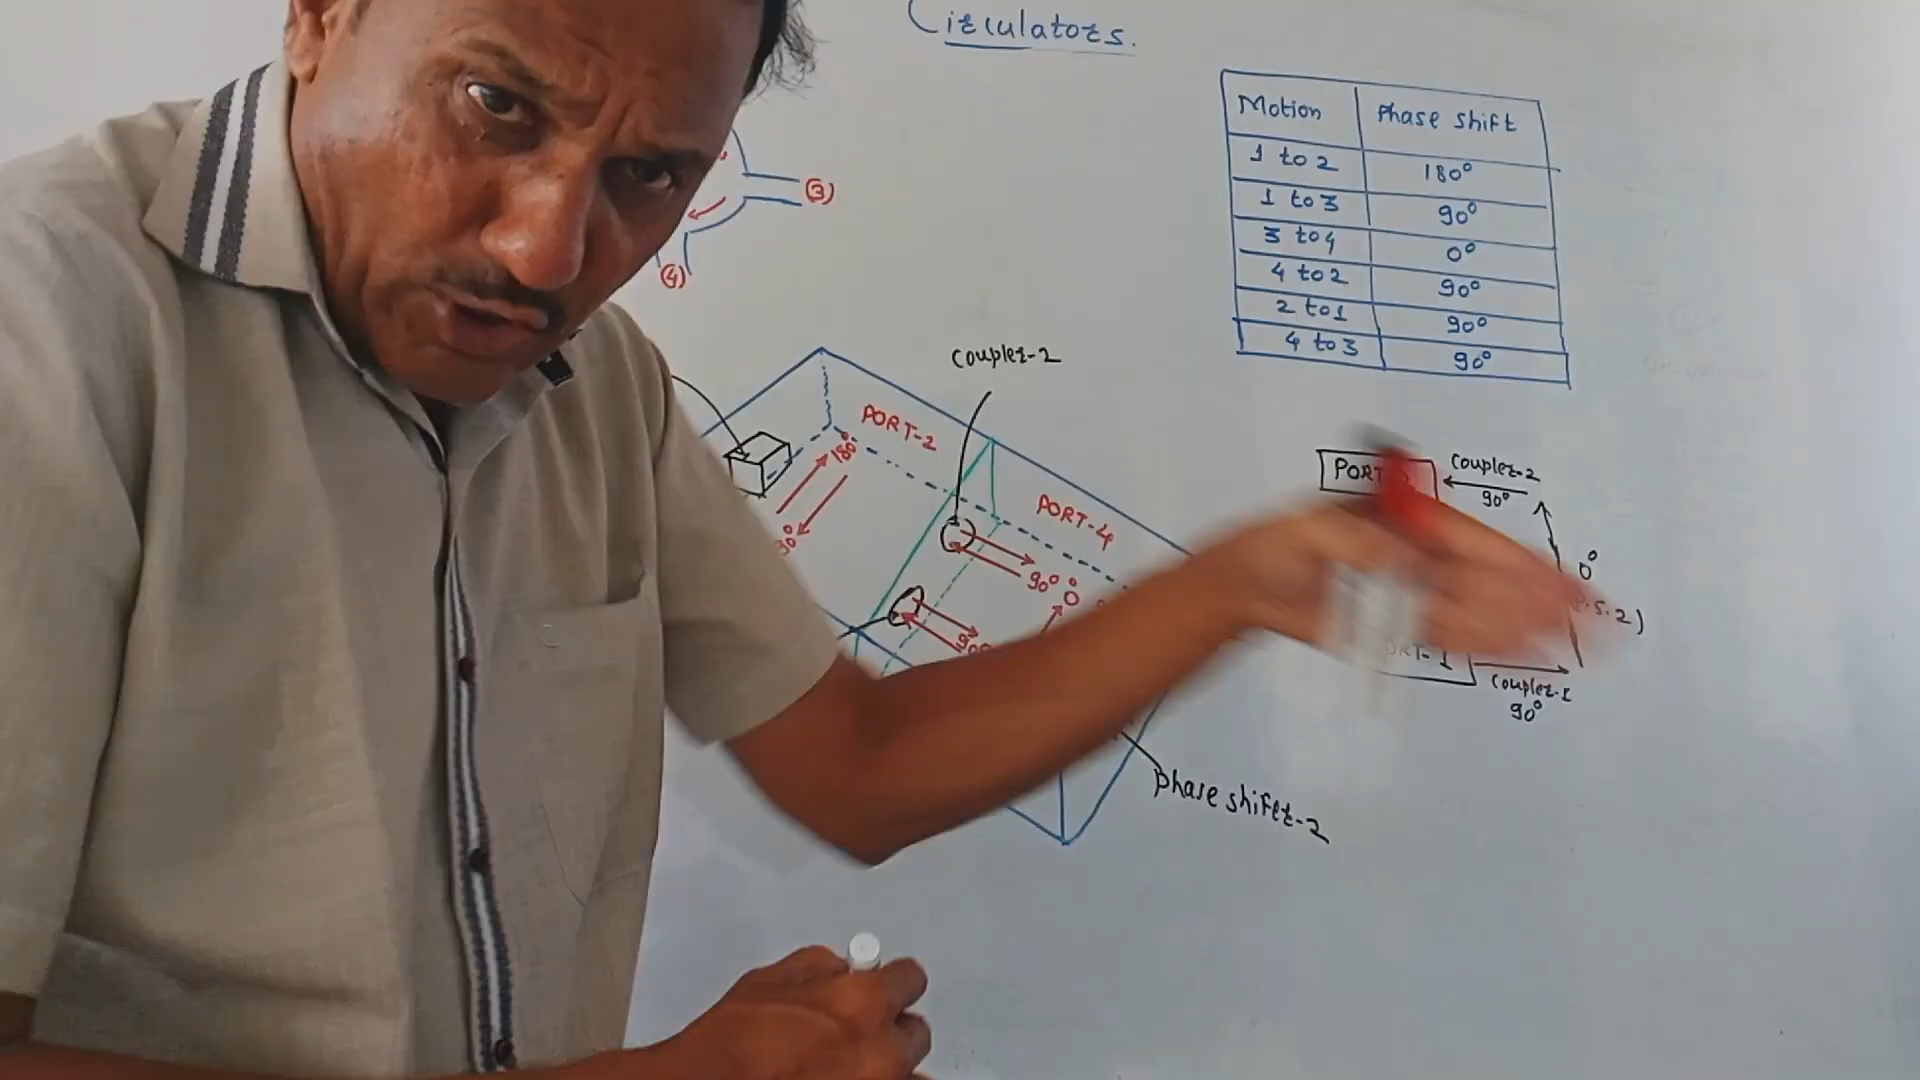 Circulators.
Motion Phase shift
1 to 2 180°
1 to 3 90°
3 to 4 0°
4 to 2 90°
2 to 1 90°
4 to 3 90°
(3)
(4)
Coupler-2
PORT-2
180°
PORT-4
90°
0°
Phase shifter-2
Coupler-2
90°
0°
Coupler-1
90°